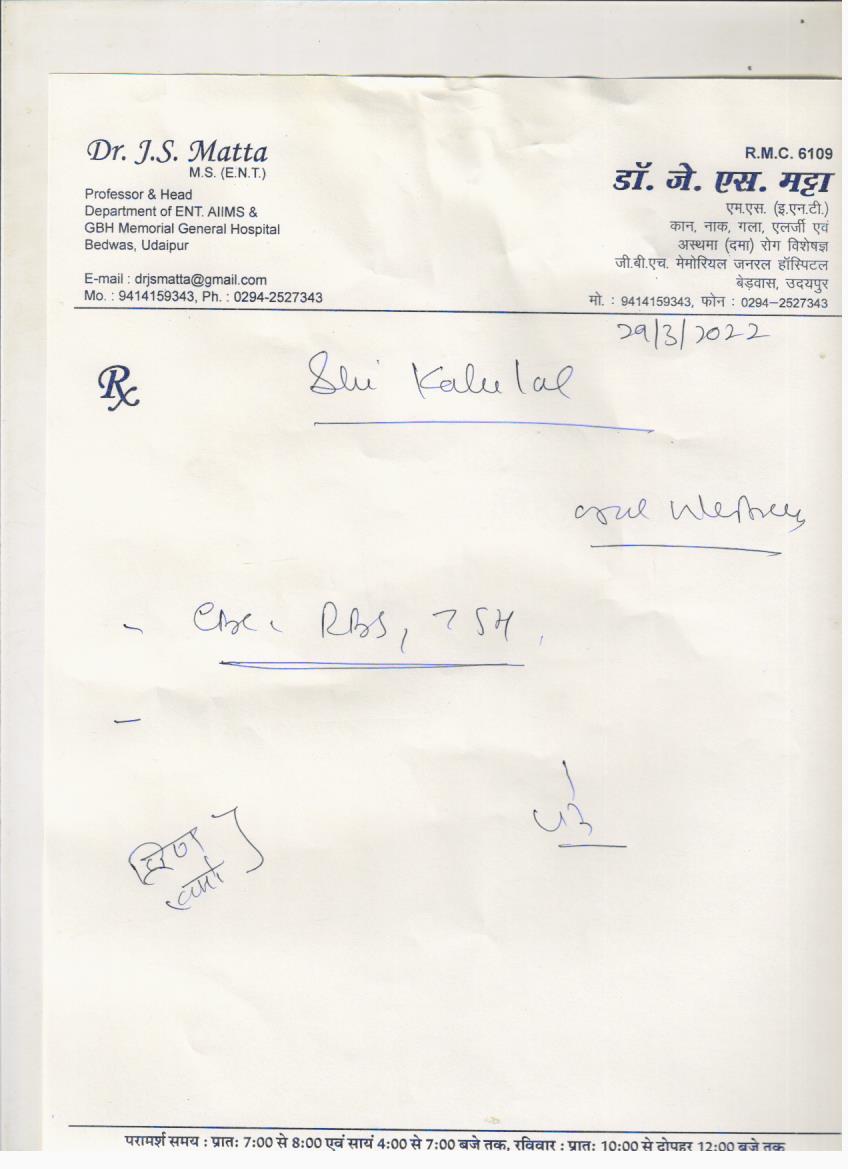 Dr. J.S. Matta
M.S. (E.N.T.)
Professor & Head
Department of ENT. AIIMS &
GBH Memorial General Hospital
Bedwas, Udaipur
E-mail : drjsmatta@gmail.com
Mo. : 9414159343, Ph. : 0294-2527343
R.M.C. 6109
डॉ. जे. एस. मट्टा
एम.एस. (इ.एन.टी.)
कान, नाक, गला, एलर्जी एवं
अस्थमा (दमा) रोग विशेषज्ञ
जी.बी.एच. मेमोरियल जनरल हॉस्पिटल
बेड़वास, उदयपुर
मो. : 9414159343, फोन : 0294-2527343
29/3/2022
Rx
Shri Kalulal
- CBC, RBS, TSH,
-
परामर्श समय : प्रातः 7:00 से 8:00 एवं सायं 4:00 से 7:00 बजे तक, रविवार : प्रातः 10:00 से दोपहर 12:00 बजे तक